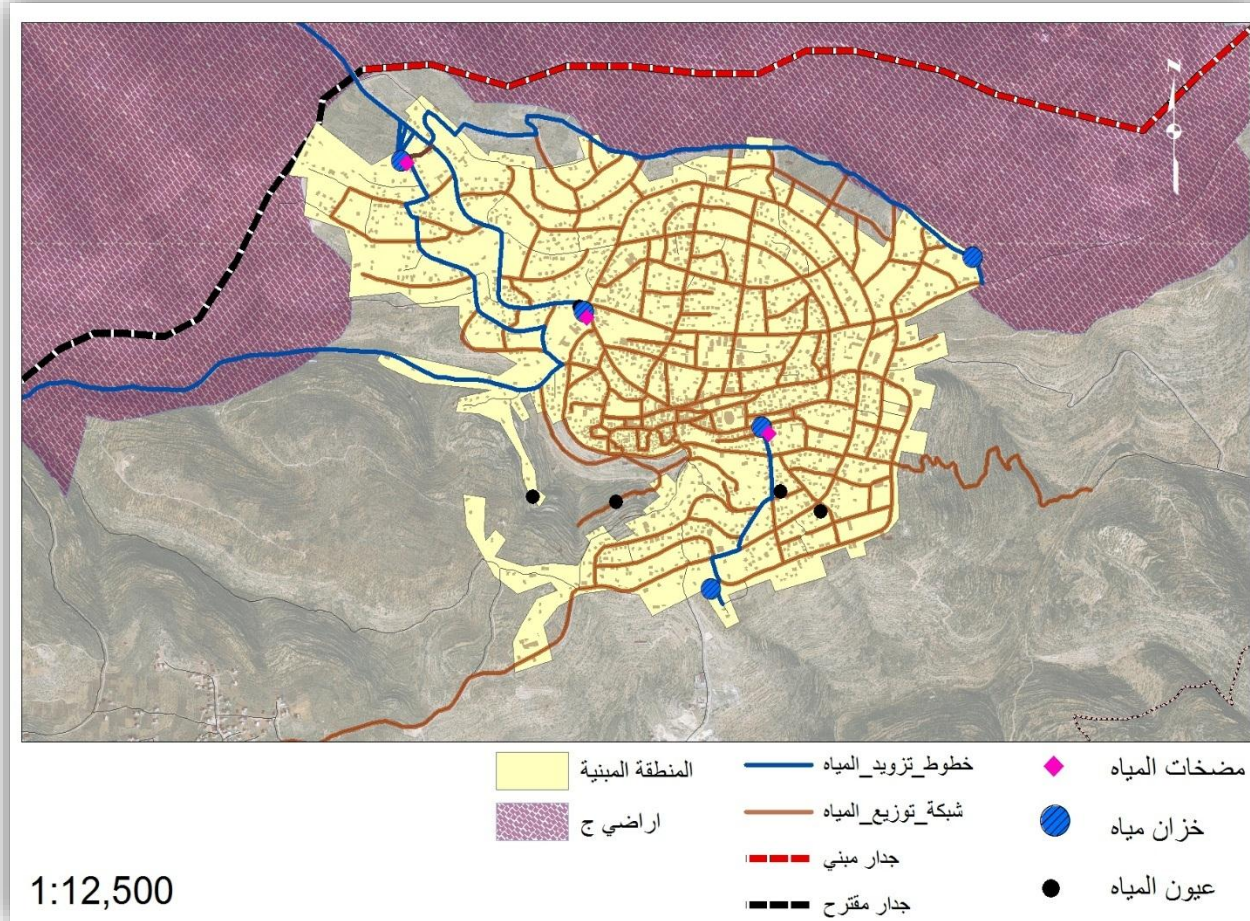 مضخات المياه
خزان مياه
عيون المياه
خطوط_تزويد_المياه
شبكة_توزيع_المياه
جدار مبني
جدار مقترح
المنطقة المبنية
اراضي ج
1:12,500